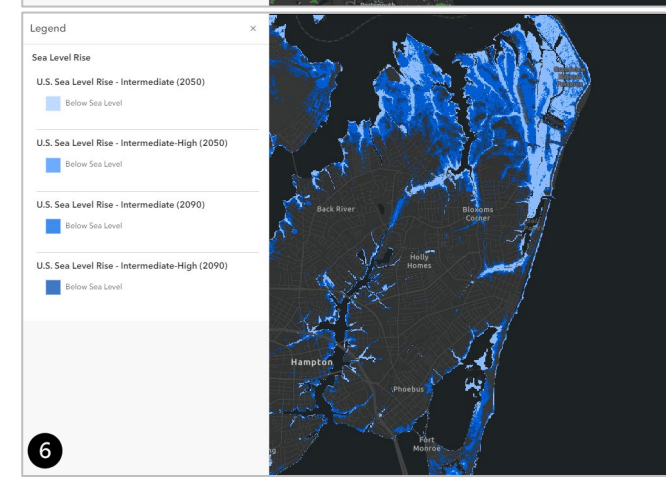 Portsmouth
Legend ×
Sea Level Rise
U.S. Sea Level Rise - Intermediate (2050)
Below Sea Level
U.S. Sea Level Rise - Intermediate-High (2050)
Below Sea Level
U.S. Sea Level Rise - Intermediate (2090)
Below Sea Level
U.S. Sea Level Rise - Intermediate-High (2090)
Below Sea Level
Back River
Bloxoms
Corner
Holly
Homes
Hampton
Phoebus
Fort
Monroe
6